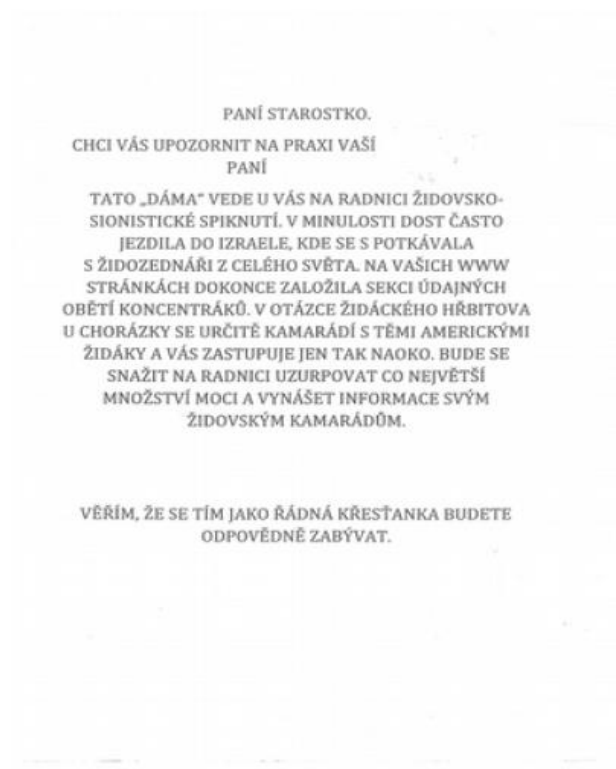 PANÍ STAROSTKO.
CHCI VÁS UPOZORNIT NA PRAXI VAŠÍ
PANÍ
TATO „DÁMA“ VEDE U VÁS NA RADNICI ŽIDOVSKO-
SIONISTICKÉ SPIKNUTÍ. V MINULOSTI DOST ČASTO
JEZDILA DO IZRAELE, KDE SE S POTKÁVALA
S ŽIDOZEDNÁŘI Z CELÉHO SVĚTA. NA VAŠICH WWW
STRÁNKÁCH DOKONCE ZALOŽILA SEKCI ÚDAJNÝCH
OBĚTÍ KONCENTRÁKŮ. V OTÁZCE ŽIDÁCKÉHO HŘBITOVA
U CHORÁZKY SE URČITĚ KAMARÁDÍ S TĚMI AMERICKÝMI
ŽIDÁKY A VÁS ZASTUPUJE JEN TAK NAOKO. BUDE SE
SNAŽIT NA RADNICI UZURPOVAT CO NEJVĚTŠÍ
MNOŽSTVÍ MOCI A VYNÁŠET INFORMACE SVÝM
ŽIDOVSKÝM KAMARÁDŮM.
VĚŘÍM, ŽE SE TÍM JAKO ŘÁDNÁ KŘESŤANKA BUDETE
ODPOVĚDNĚ ZABÝVAT.